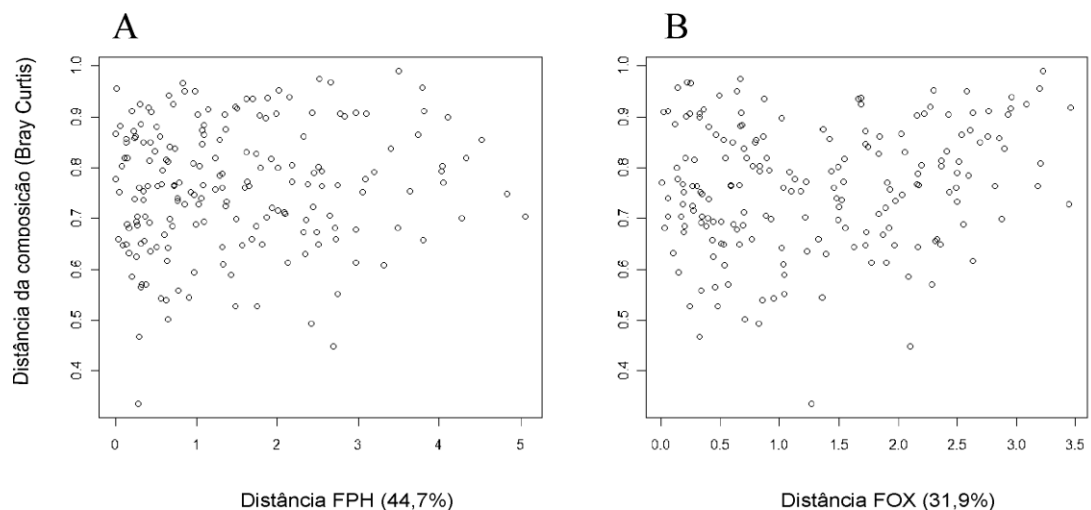 A
B
Distância da composição (Bray Curtis)
1.0
0.9
0.8
0.7
0.6
0.5
0.4
0 1 2 3 4 5
Distância FPH (44,7%)
1.0
0.9
0.8
0.7
0.6
0.5
0.4
0.0 0.5 1.0 1.5 2.0 2.5 3.0 3.5
Distância FOX (31,9%)